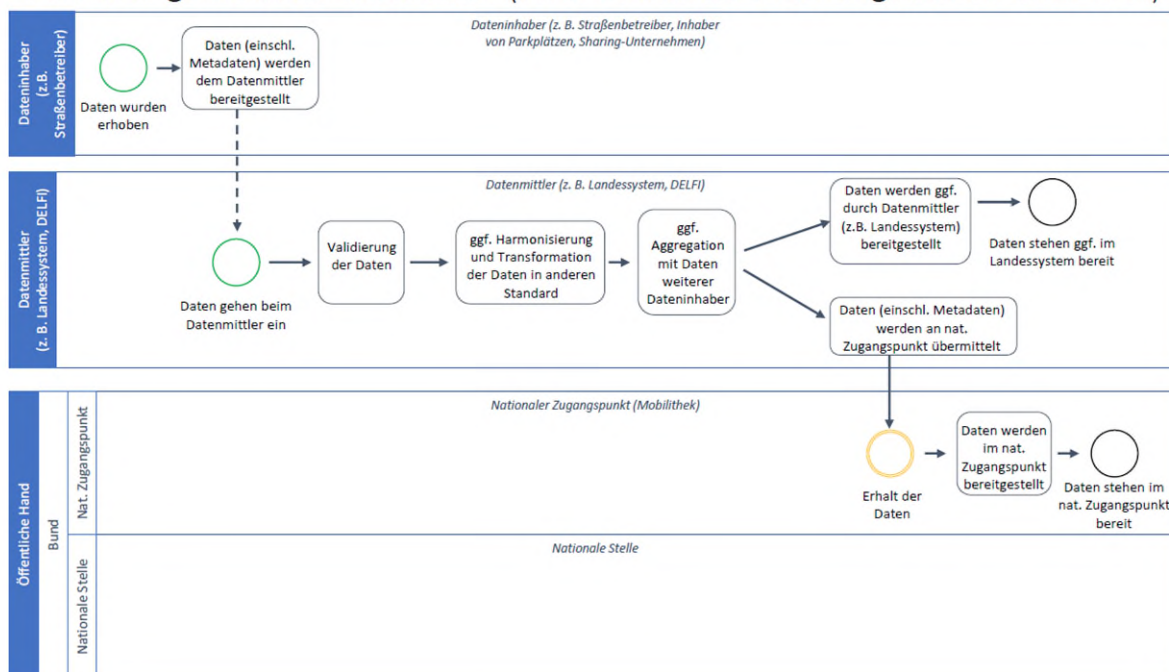 Dateninhaber
(z.B.
Straßenbetreiber)
Dateninhaber (z. B. Straßenbetreiber, Inhaber
von Parkplätzen, Sharing-Unternehmen)
Daten wurden
erhoben
Daten (einschl.
Metadaten) werden
dem Datenmittler
bereitgestellt
Datenmittler
(z. B. Landessystem, DELFI)
Datenmittler (z. B. Landessystem, DELFI)
Daten gehen beim
Datenmittler ein
Validierung
der Daten
ggf. Harmonisierung
und Transformation
der Daten in anderen
Standard
ggf.
Aggregation
mit Daten
weiterer
Dateninhaber
Daten werden ggf.
durch Datenmittler
(z.B. Landessystem)
bereitgestellt
Daten stehen ggf. im
Landessystem bereit
Daten (einschl. Metadaten)
werden an nat.
Zugangspunkt übermittelt
Öffentliche Hand
Bund
Nat. Zugangspunkt
Nationaler Zugangspunkt (Mobilithek)
Erhalt der
Daten
Daten werden
im nat.
Zugangspunkt
bereitgestellt
Daten stehen im
nat. Zugangspunkt
bereit
Nationale Stelle
Nationale Stelle